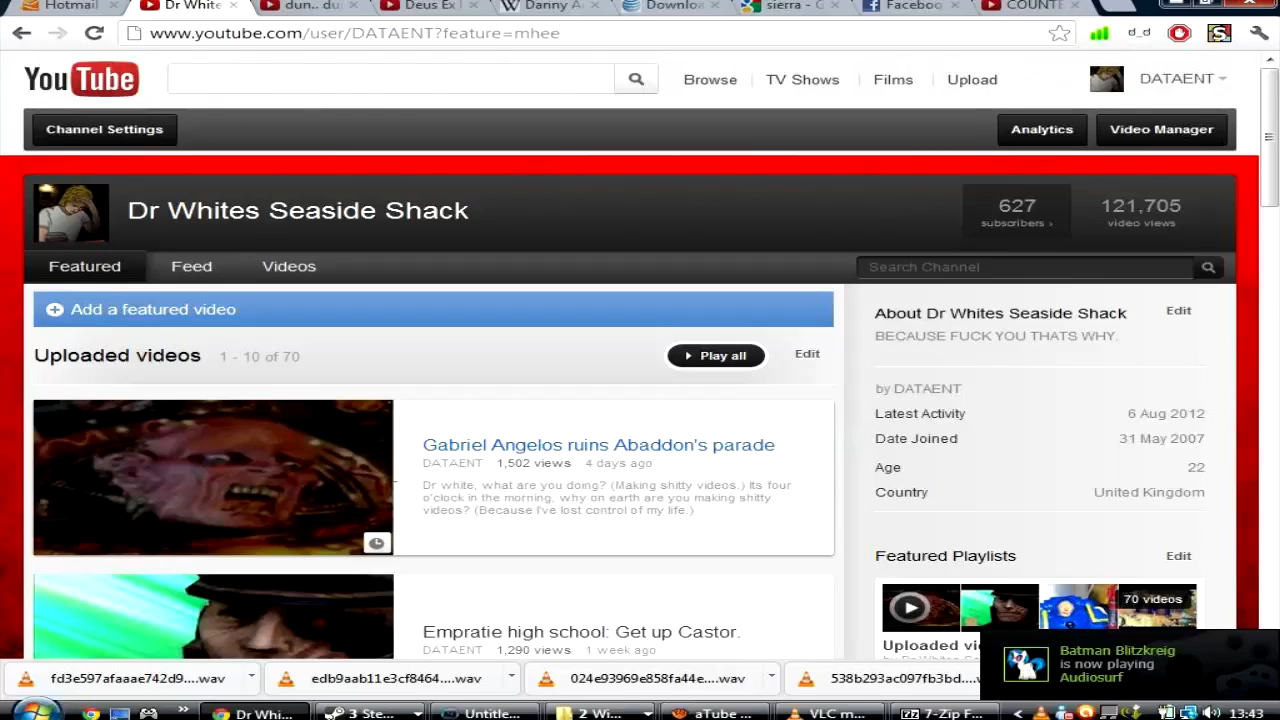 Hotmail
Dr White
dun.. du
Deus Ex
Danny A
Downlo
sierra - G
Faceboo
COUNTE
www.youtube.com/user/DATAENT?feature=mhee
YouTube
Browse
TV Shows
Films
Upload
DATAENT
Channel Settings
Analytics
Video Manager
Dr Whites Seaside Shack
627
subscribers ›
121,705
video views
Featured
Feed
Videos
Search Channel
Add a featured video
Uploaded videos
1 - 10 of 70
Play all
Edit
Gabriel Angelos ruins Abaddon's parade
DATAENT 1,502 views 4 days ago
Dr white, what are you doing? (Making shitty videos.) Its four
o'clock in the morning, why on earth are you making shitty
videos? (Because I've lost control of my life.)
Empratie high school: Get up Castor.
DATAENT 1,290 views 1 week ago
About Dr Whites Seaside Shack
Edit
BECAUSE FUCK YOU THATS WHY.
by DATAENT
Latest Activity 6 Aug 2012
Date Joined 31 May 2007
Age 22
Country United Kingdom
Featured Playlists
Edit
70 videos
Uploaded vi
Batman Blitzkreig
is now playing
Audiosurf
fd3e597afaaae742d9....wav
edb9aab11e3cf84c4....wav
024e93969e858fa44e....wav
538b293ac097fb3bd....
Dr Whi...
3 Ste...
Untitle...
2 Wi...
aTube ...
VLC m...
7-Zip F...
13:43